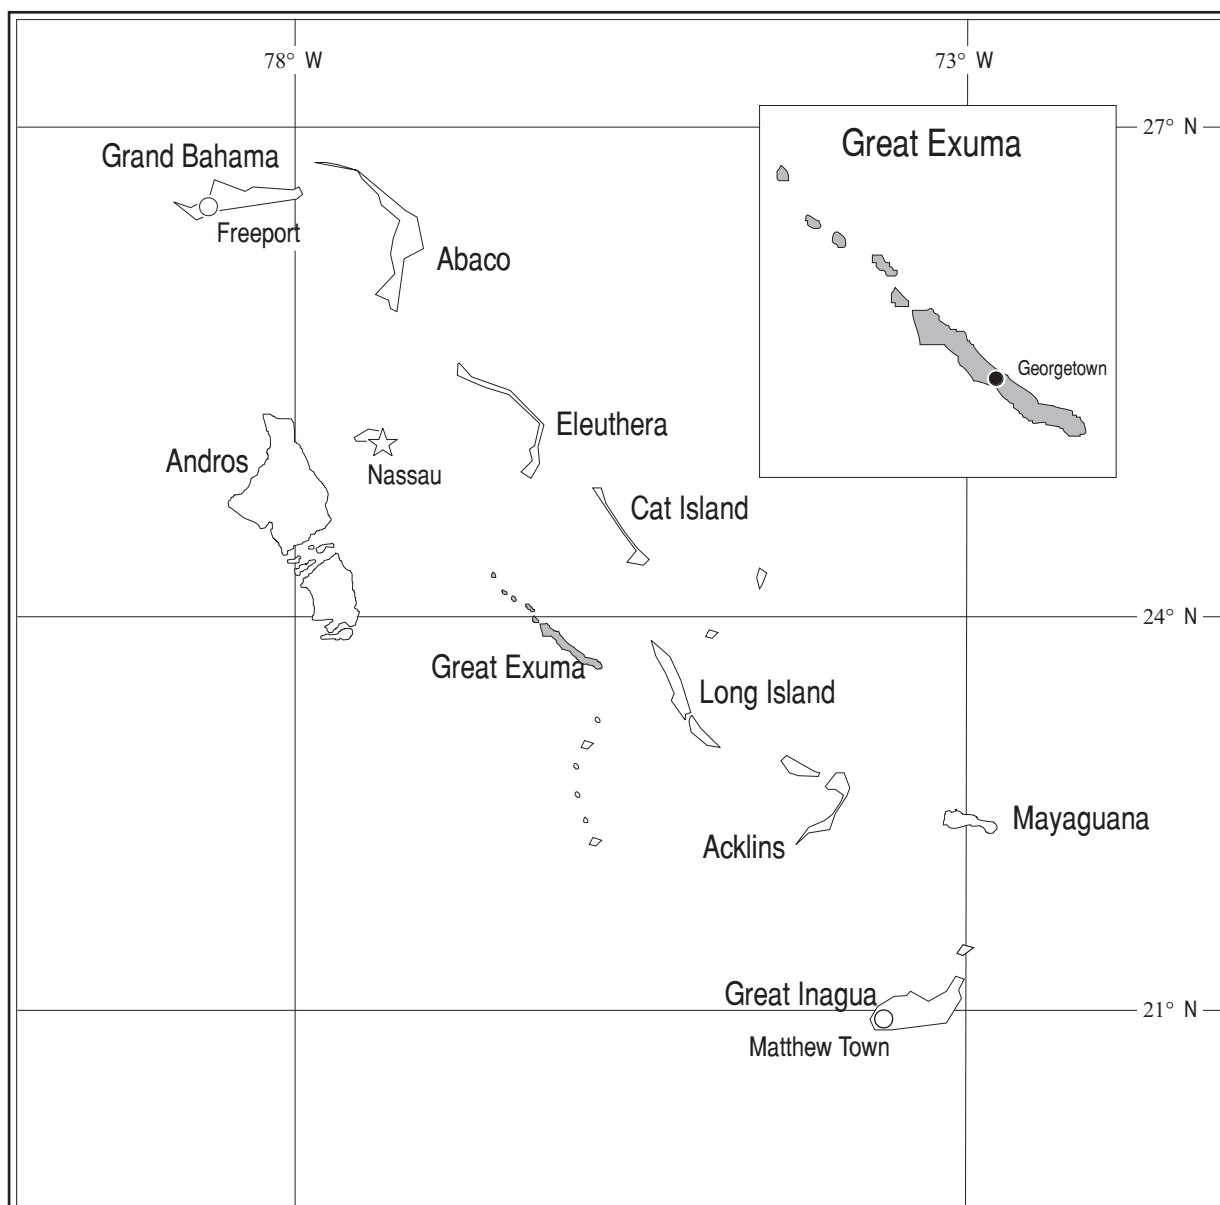 78° W
73° W
27° N
Great Exuma
Grand Bahama
Freeport
Abaco
Georgetown
Eleuthera
Andros
Nassau
Cat Island
24° N
Great Exuma
Long Island
Mayaguana
Acklins
Great Inagua
21° N
Matthew Town